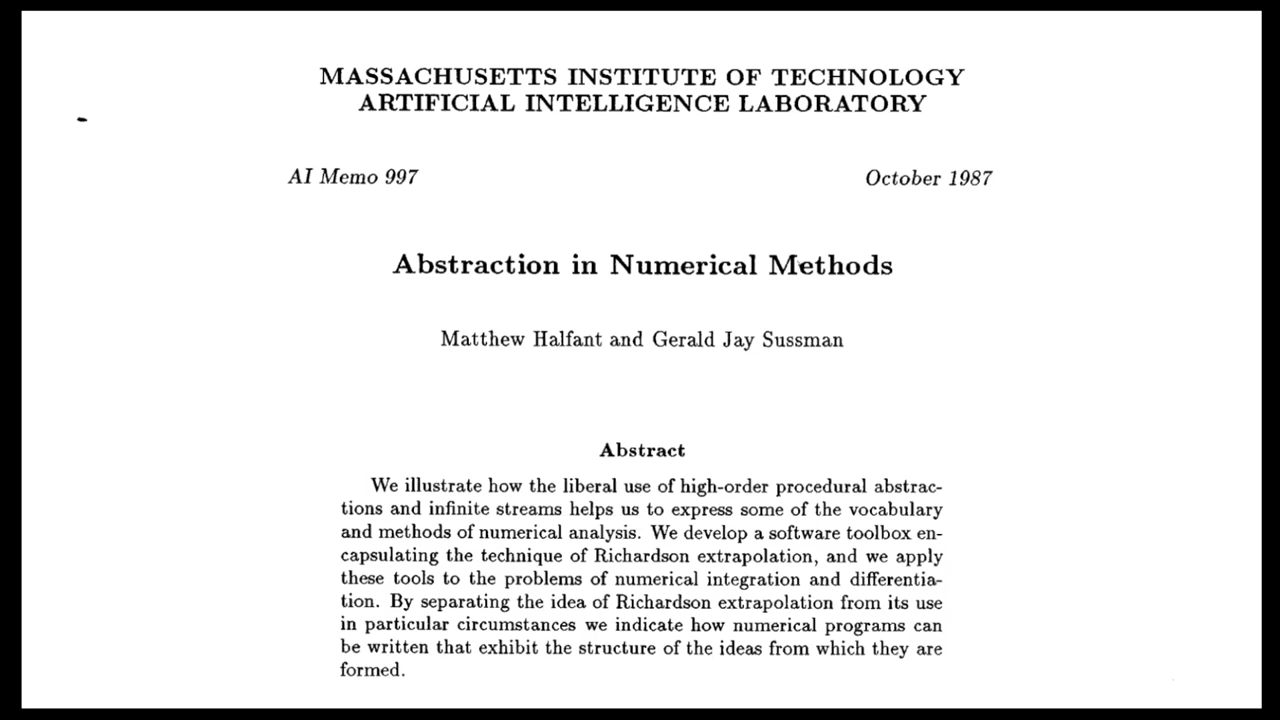 MASSACHUSETTS INSTITUTE OF TECHNOLOGY
ARTIFICIAL INTELLIGENCE LABORATORY
AI Memo 997
October 1987
Abstraction in Numerical Methods
Matthew Halfant and Gerald Jay Sussman
Abstract
We illustrate how the liberal use of high-order procedural abstrac-
tions and infinite streams helps us to express some of the vocabulary
and methods of numerical analysis. We develop a software toolbox en-
capsulating the technique of Richardson extrapolation, and we apply
these tools to the problems of numerical integration and differentia-
tion. By separating the idea of Richardson extrapolation from its use
in particular circumstances we indicate how numerical programs can
be written that exhibit the structure of the ideas from which they are
formed.